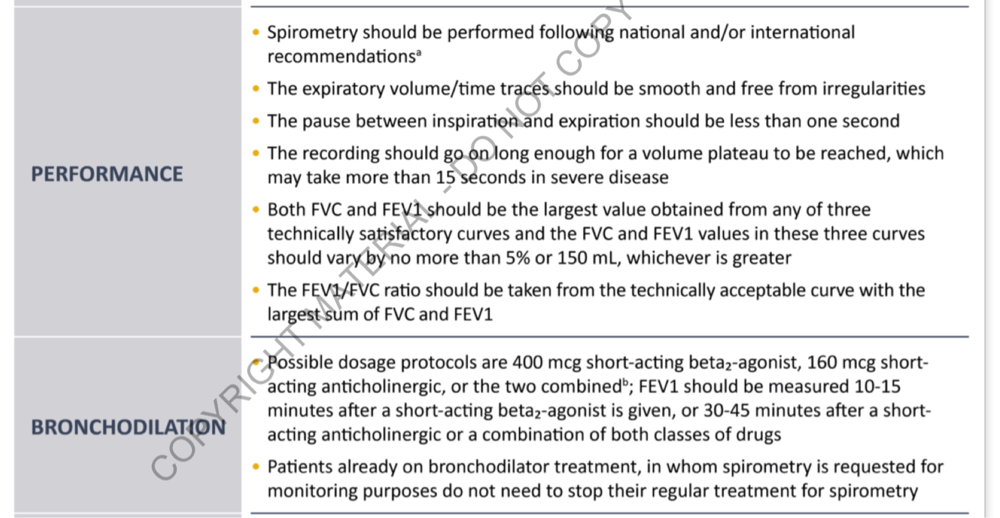 PERFORMANCE
• Spirometry should be performed following national and/or international
recommendationsᵃ
• The expiratory volume/time traces should be smooth and free from irregularities
• The pause between inspiration and expiration should be less than one second
• The recording should go on long enough for a volume plateau to be reached, which
may take more than 15 seconds in severe disease
• Both FVC and FEV1 should be the largest value obtained from any of three
technically satisfactory curves and the FVC and FEV1 values in these three curves
should vary by no more than 5% or 150 mL, whichever is greater
• The FEV1/FVC ratio should be taken from the technically acceptable curve with the
largest sum of FVC and FEV1
BRONCHODILATION
• Possible dosage protocols are 400 mcg short-acting beta₂-agonist, 160 mcg short-
acting anticholinergic, or the two combinedᵇ; FEV1 should be measured 10-15
minutes after a short-acting beta₂-agonist is given, or 30-45 minutes after a short-
acting anticholinergic or a combination of both classes of drugs
• Patients already on bronchodilator treatment, in whom spirometry is requested for
monitoring purposes do not need to stop their regular treatment for spirometry
COPYRIGHT MATERIAL - DO NOT COPY